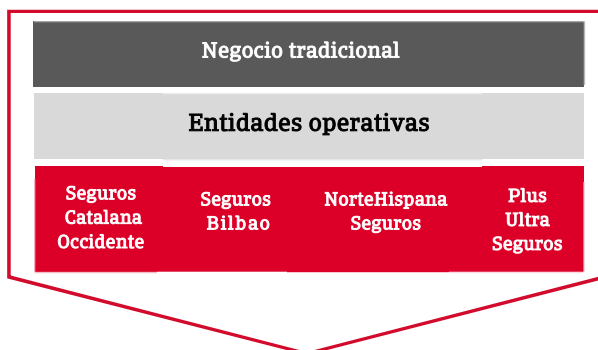 Negocio tradicional
Entidades operativas
Seguros
Catalana
Occidente
Seguros
Bilbao
NorteHispana
Seguros
Plus
Ultra
Seguros